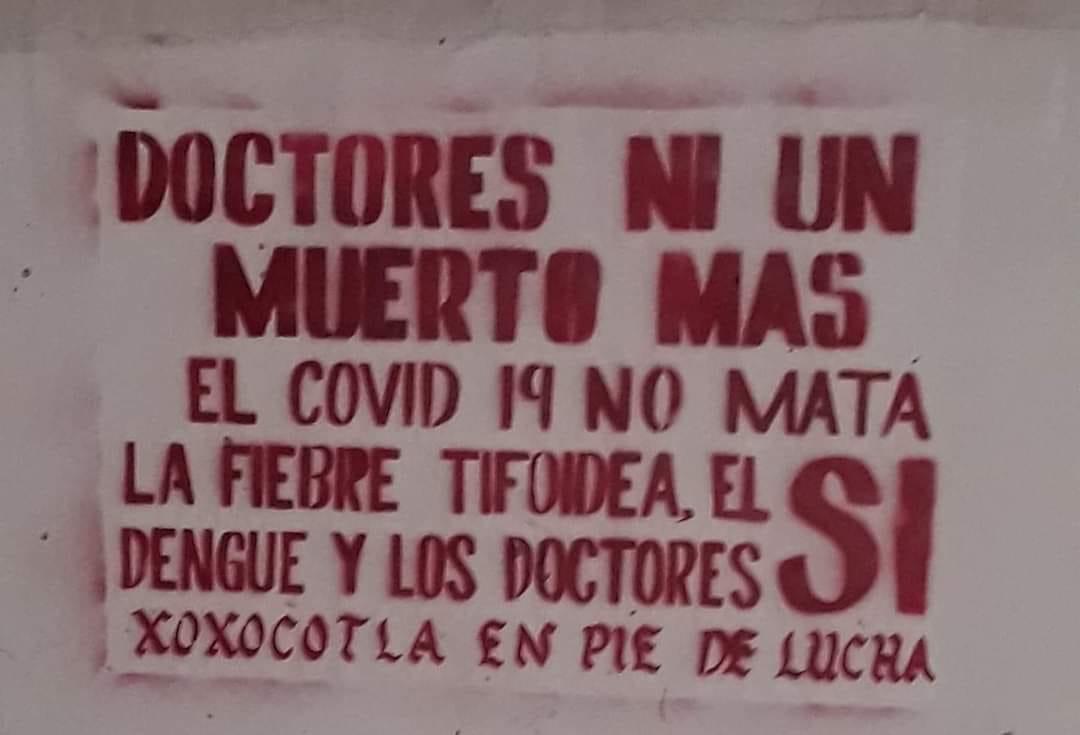 DOCTORES NI UN
MUERTO MAS
EL COVID 19 NO MATA
LA FIEBRE TIFOIDEA, EL
DENGUE Y LOS DOCTORES SI
XOXOCOTLA EN PIE DE LUCHA